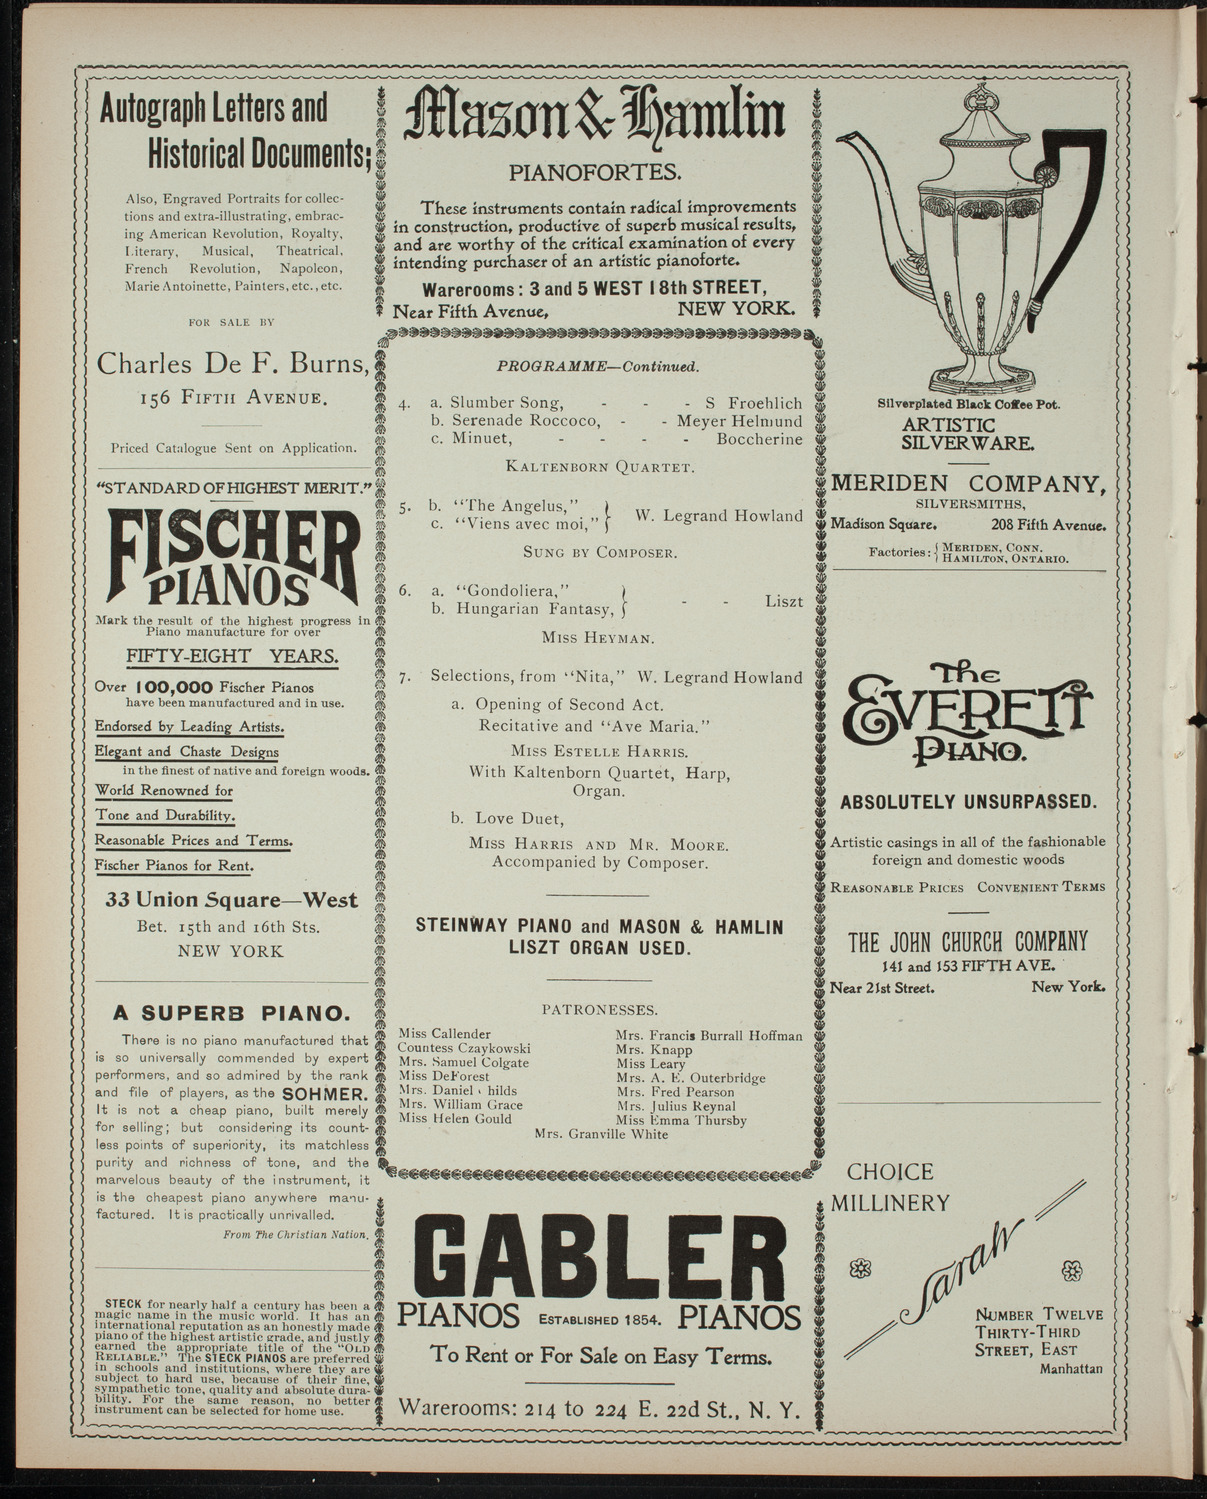 Autograph Letters and
Historical Documents;
Also, Engraved Portraits for collec-
tions and extra-illustrating, embrac-
ing American Revolution, Royalty,
Literary, Musical, Theatrical,
French Revolution, Napoleon,
Marie Antoinette, Painters, etc., etc.
FOR SALE BY
Charles De F. Burns,
156 FIFTH AVENUE.
Priced Catalogue Sent on Application.
"STANDARD OF HIGHEST MERIT."
FISCHER
PIANOS
Mark the result of the highest progress in
Piano manufacture for over
FIFTY-EIGHT YEARS.
Over 100,000 Fischer Pianos
have been manufactured and in use.
Endorsed by Leading Artists.
Elegant and Chaste Designs
in the finest of native and foreign woods.
World Renowned for
Tone and Durability.
Reasonable Prices and Terms.
Fischer Pianos for Rent.
33 Union Square—West
Bet. 15th and 16th Sts.
NEW YORK
A SUPERB PIANO.
There is no piano manufactured that
is so universally commended by expert
performers, and so admired by the rank
and file of players, as the SOHMER.
It is not a cheap piano, built merely
for selling; but considering its count-
less points of superiority, its matchless
purity and richness of tone, and the
marvelous beauty of the instrument, it
is the cheapest piano anywhere manu-
factured. It is practically unrivalled.
From The Christian Nation.
STECK for nearly half a century has been a
magic name in the music world. It has an
international reputation as an honestly made
piano of the highest artistic grade, and justly
earned the appropriate title of the "OLD
RELIABLE." The STECK PIANOS are preferred
in schools and institutions, where they are
subject to hard use, because of their fine,
sympathetic tone, quality and absolute dura-
bility. For the same reason, no better
instrument can be selected for home use.
Mason & Hamlin
PIANOFORTES.
These instruments contain radical improvements
in construction, productive of superb musical results,
and are worthy of the critical examination of every
intending purchaser of an artistic pianoforte.
Warerooms: 3 and 5 WEST 18th STREET,
Near Fifth Avenue, NEW YORK.
PROGRAMME—Continued.
4. a. Slumber Song, - - - S Froehlich
b. Serenade Roccoco, - - Meyer Helmund
c. Minuet, - - - - Boccherine
KALTENBORN QUARTET.
5. b. "The Angelus,"
c. "Viens avec moi," } W. Legrand Howland
SUNG BY COMPOSER.
6. a. "Gondoliera,"
b. Hungarian Fantasy, } - - Liszt
MISS HEYMAN.
7. Selections, from "Nita," W. Legrand Howland
a. Opening of Second Act.
Recitative and "Ave Maria."
MISS ESTELLE HARRIS.
With Kaltenborn Quartet, Harp,
Organ.
b. Love Duet,
MISS HARRIS AND MR. MOORE.
Accompanied by Composer.
STEINWAY PIANO and MASON & HAMLIN
LISZT ORGAN USED.
PATRONESSES.
Miss Callender
Countess Czaykowski
Mrs. Samuel Colgate
Miss DeForest
Mrs. Daniel hilds
Mrs. William Grace
Miss Helen Gould
Mrs. Francis Burrall Hoffman
Mrs. Knapp
Miss Leary
Mrs. A. E. Outerbridge
Mrs. Fred Pearson
Mrs. Julius Reynal
Miss Emma Thursby
Mrs. Granville White
GABLER
PIANOS ESTABLISHED 1854. PIANOS
To Rent or For Sale on Easy Terms.
Warerooms: 214 to 224 E. 22d St., N. Y.
Silverplated Black Coffee Pot.
ARTISTIC
SILVERWARE.
MERIDEN COMPANY,
SILVERSMITHS,
Madison Square. 208 Fifth Avenue.
Factories: { MERIDEN, CONN.
HAMILTON, ONTARIO.
The
EVERETT
PIANO.
ABSOLUTELY UNSURPASSED.
Artistic casings in all of the fashionable
foreign and domestic woods
REASONABLE PRICES CONVENIENT TERMS
THE JOHN CHURCH COMPANY
141 and 153 FIFTH AVE.
Near 21st Street. New York.
CHOICE
MILLINERY
Sarah
NUMBER TWELVE
THIRTY-THIRD
STREET, EAST
Manhattan